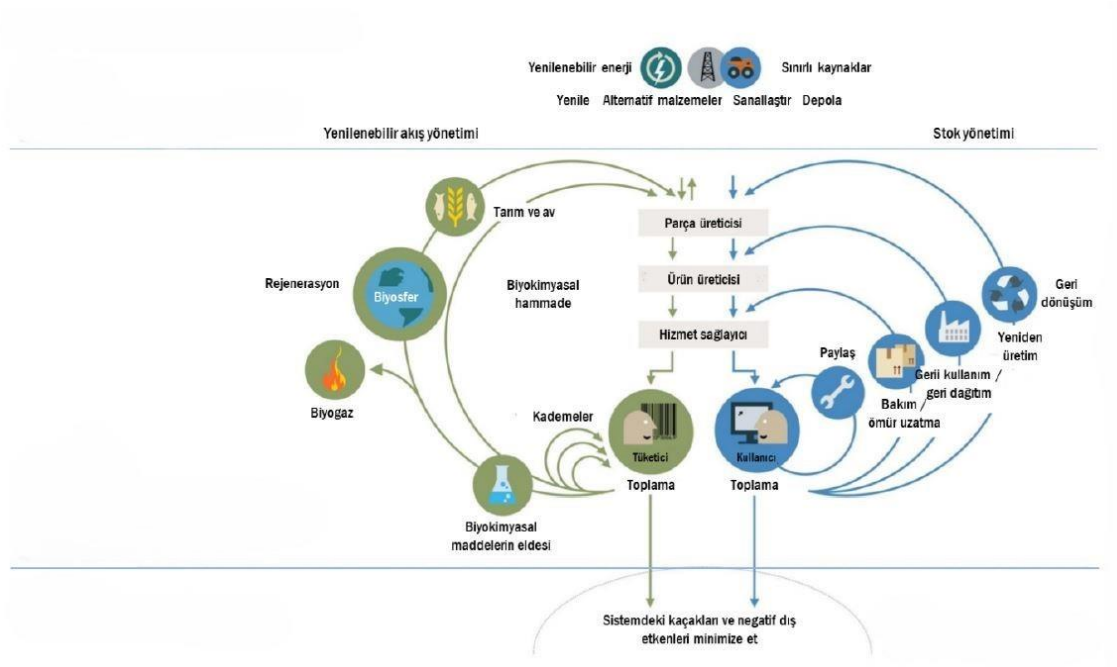 Yenilenebilir enerji
Sınırlı kaynaklar
Yenile Alternatif malzemeler Sanallaştır Depola
Yenilenebilir akış yönetimi
Stok yönetimi
Tarım ve av
Parça üreticisi
Rejenerasyon
Biyosfer
Biyokimyasal
hammade
Ürün üreticisi
Geri
dönüşüm
Hizmet sağlayıcı
Paylaş
Yeniden
üretim
Gerii kullanım /
geri dağıtım
Bakım /
ömür uzatma
Biyogaz
Kademeler
Tüketici
Kullanıcı
Toplama
Toplama
Biyokimyasal
maddelerin eldesi
Sistemdeki kaçakları ve negatif dış
etkenleri minimize et